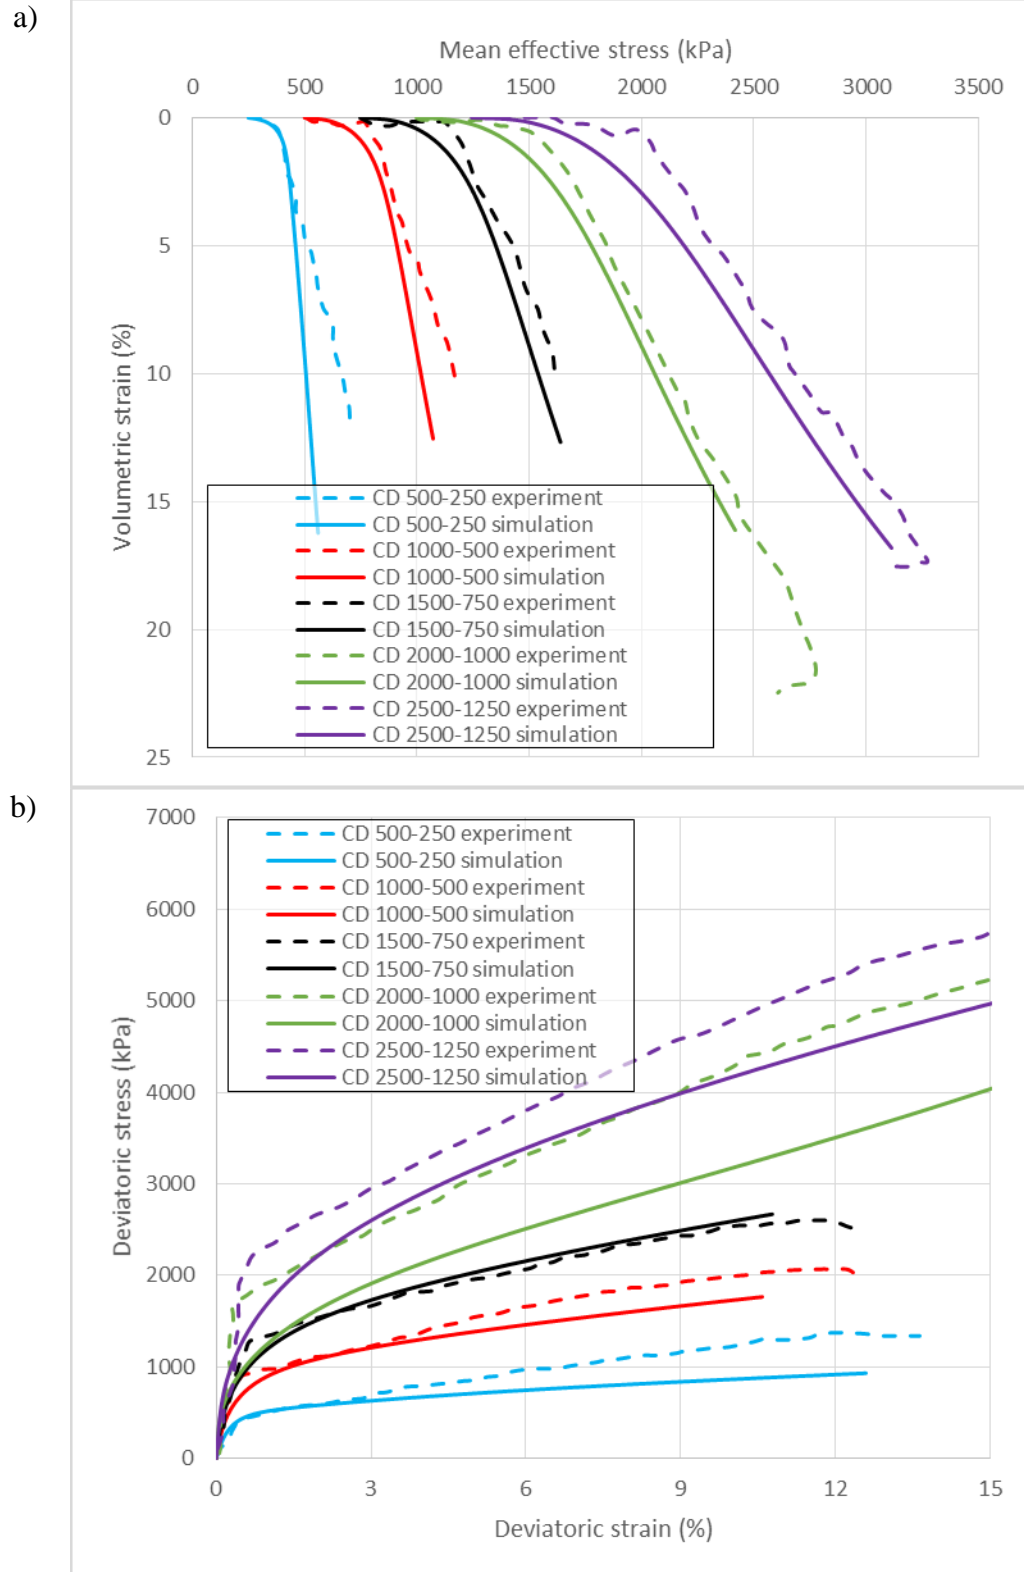 a)
Mean effective stress (kPa)
0 500 1000 1500 2000 2500 3000 3500
0
5
10
15
20
25
Volumetric strain (%)
CD 500-250 experiment
CD 500-250 simulation
CD 1000-500 experiment
CD 1000-500 simulation
CD 1500-750 experiment
CD 1500-750 simulation
CD 2000-1000 experiment
CD 2000-1000 simulation
CD 2500-1250 experiment
CD 2500-1250 simulation
b)
7000
6000
5000
4000
3000
2000
1000
0
Deviatoric stress (kPa)
CD 500-250 experiment
CD 500-250 simulation
CD 1000-500 experiment
CD 1000-500 simulation
CD 1500-750 experiment
CD 1500-750 simulation
CD 2000-1000 experiment
CD 2000-1000 simulation
CD 2500-1250 experiment
CD 2500-1250 simulation
0 3 6 9 12 15
Deviatoric strain (%)